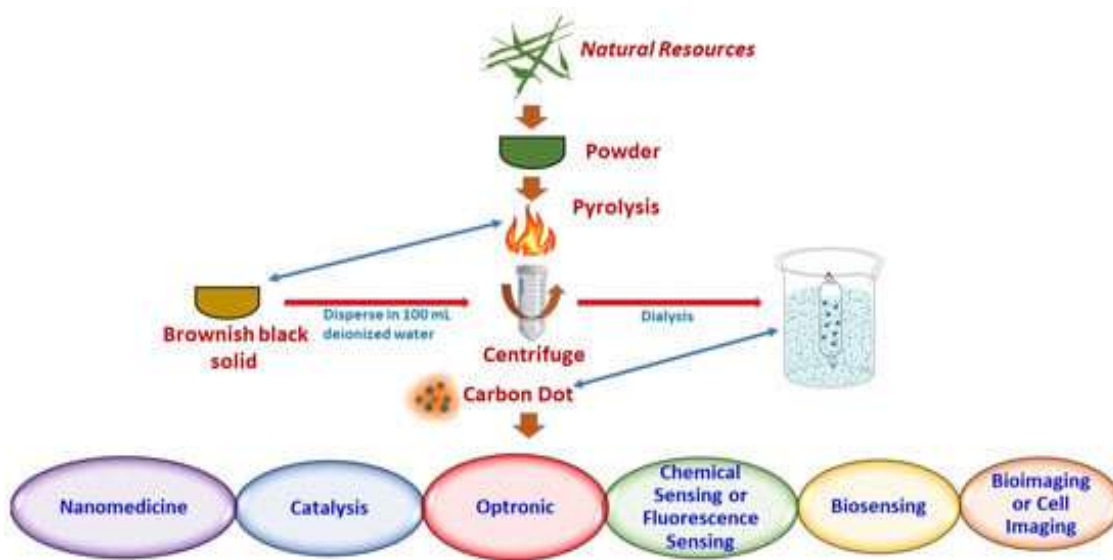 Natural Resources
Powder
Pyrolysis
Disperse in 100 mL
deionized water
Dialysis
Brownish black
solid
Centrifuge
Carbon Dot
Nanomedicine
Catalysis
Optronic
Chemical
Sensing or
Fluorescence
Sensing
Biosensing
Bioimaging
or Cell
Imaging